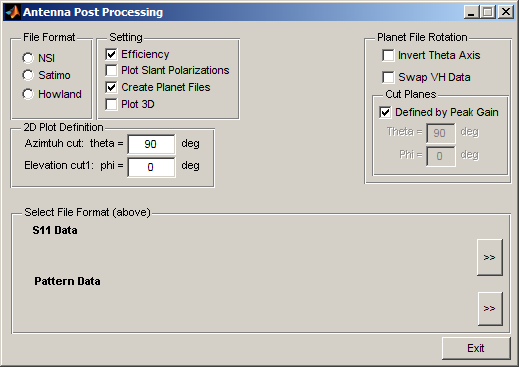 Antenna Post Processing
File Format
NSI
Satimo
Howland
Setting
Efficiency
Plot Slant Polarizations
Create Planet Files
Plot 3D
Planet File Rotation
Invert Theta Axis
Swap VH Data
Cut Planes
Defined by Peak Gain
Theta = 90 deg
Phi = 0 deg
2D Plot Definition
Azimtuh cut: theta = 90 deg
Elevation cut1: phi = 0 deg
Select File Format (above)
S11 Data
>>
Pattern Data
>>
Exit